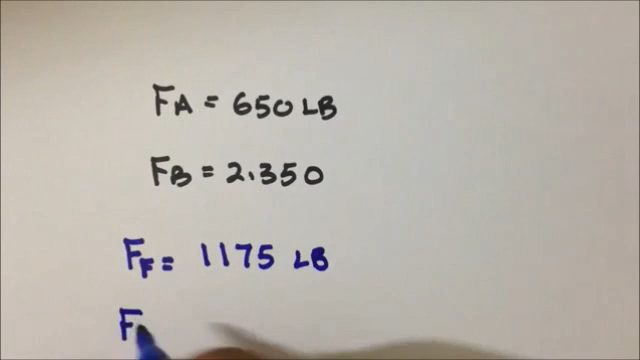 FA = 650 LB
FB = 2.350
FF = 1175 LB
F